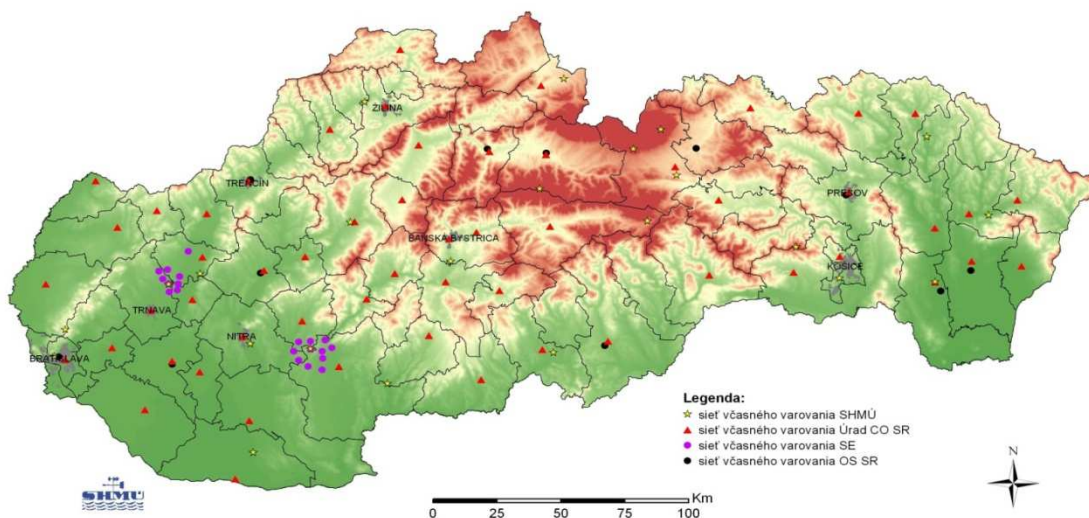 ŽILINA
TRENČÍN
PREŠOV
BANSKÁ BYSTRICA
KOŠICE
TRNAVA
NITRA
BRATISLAVA
Legenda:
sieť včasného varovania SHMÚ
sieť včasného varovania Úrad CO SR
sieť včasného varovania SE
sieť včasného varovania OS SR
N
SHMÚ
Km
0 25 50 75 100